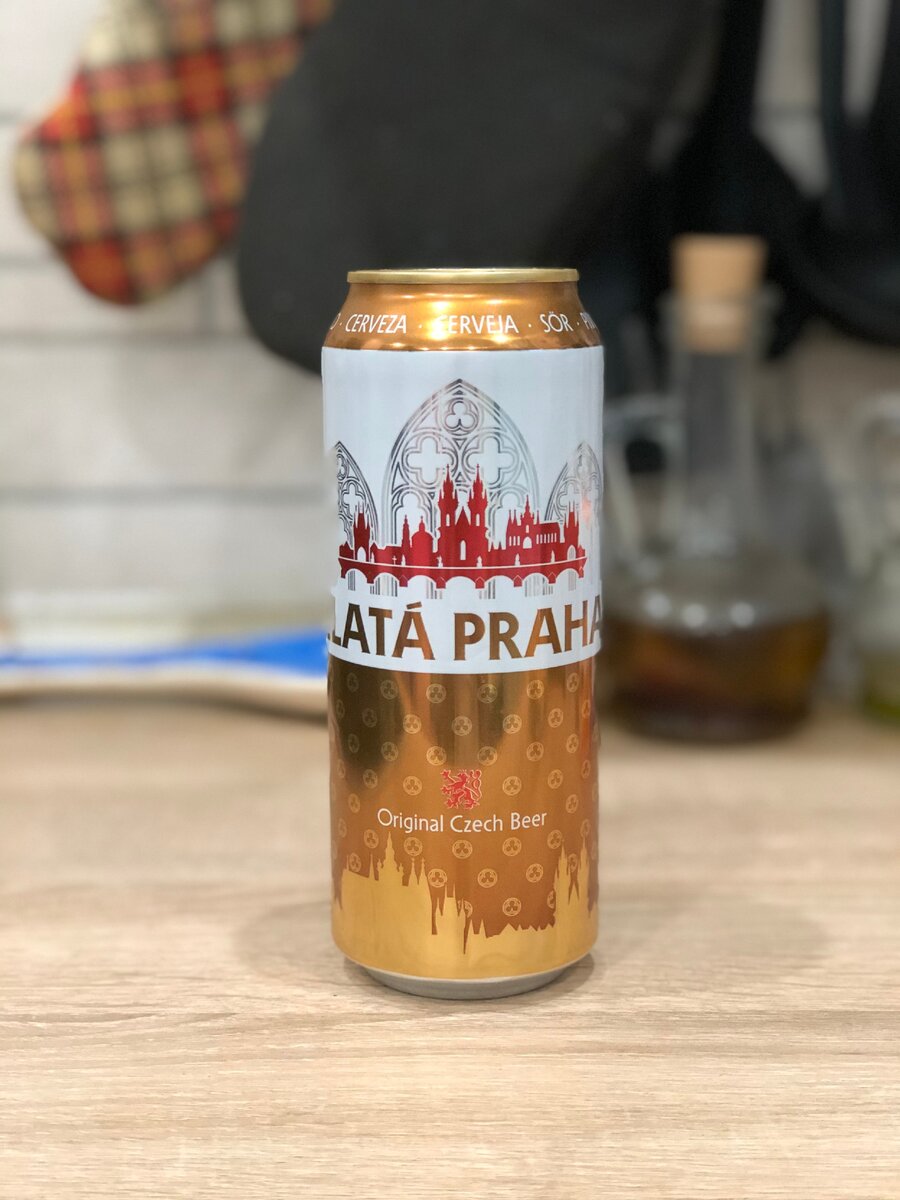 · CERVEZA · CERVEJA · SÖR ·
LATÁ PRAHA
Original Czech Beer